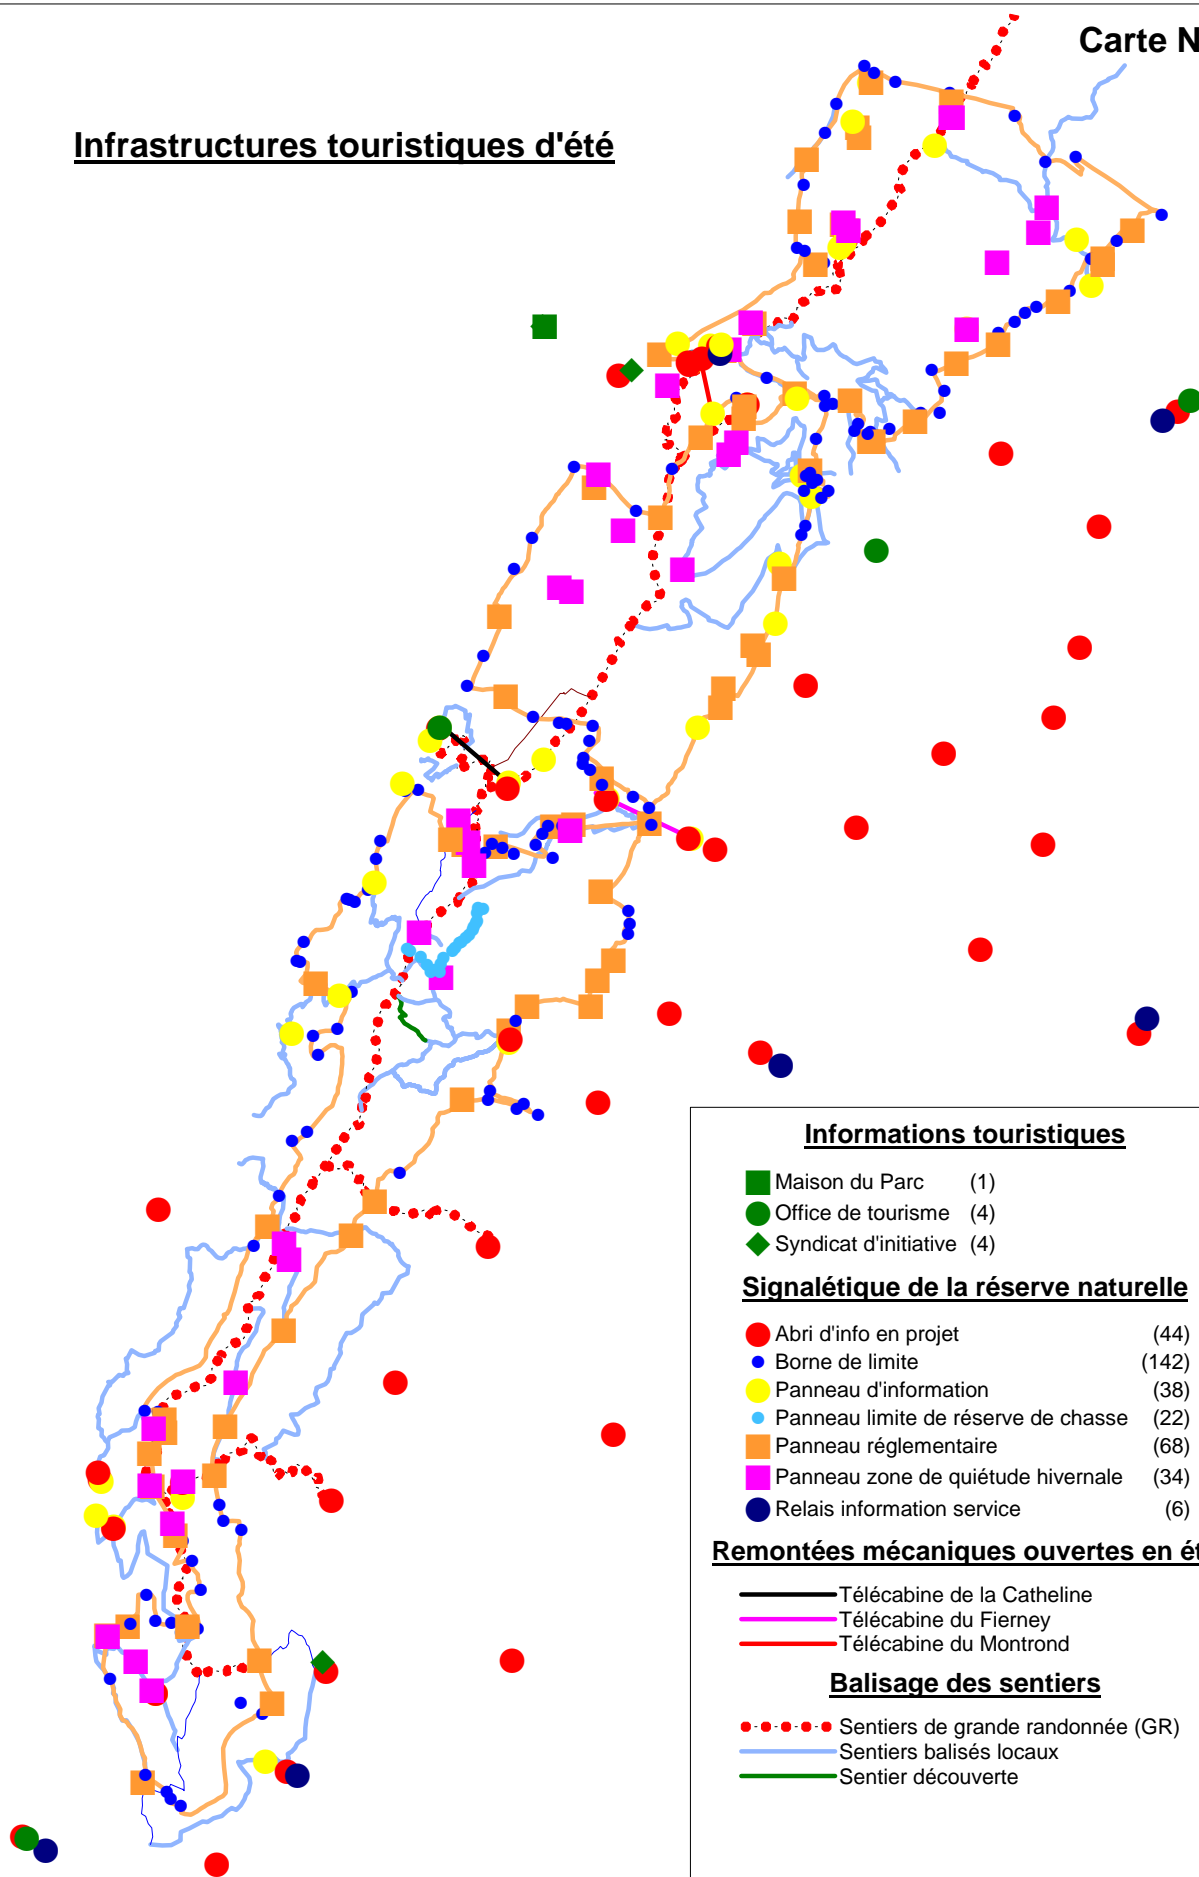 Carte N
Infrastructures touristiques d'été
Informations touristiques
Maison du Parc (1)
Office de tourisme (4)
Syndicat d'initiative (4)
Signalétique de la réserve naturelle
Abri d'info en projet (44)
Borne de limite (142)
Panneau d'information (38)
Panneau limite de réserve de chasse (22)
Panneau réglementaire (68)
Panneau zone de quiétude hivernale (34)
Relais information service (6)
Remontées mécaniques ouvertes en ét
Télécabine de la Catheline
Télécabine du Fierney
Télécabine du Montrond
Balisage des sentiers
Sentiers de grande randonnée (GR)
Sentiers balisés locaux
Sentier découverte